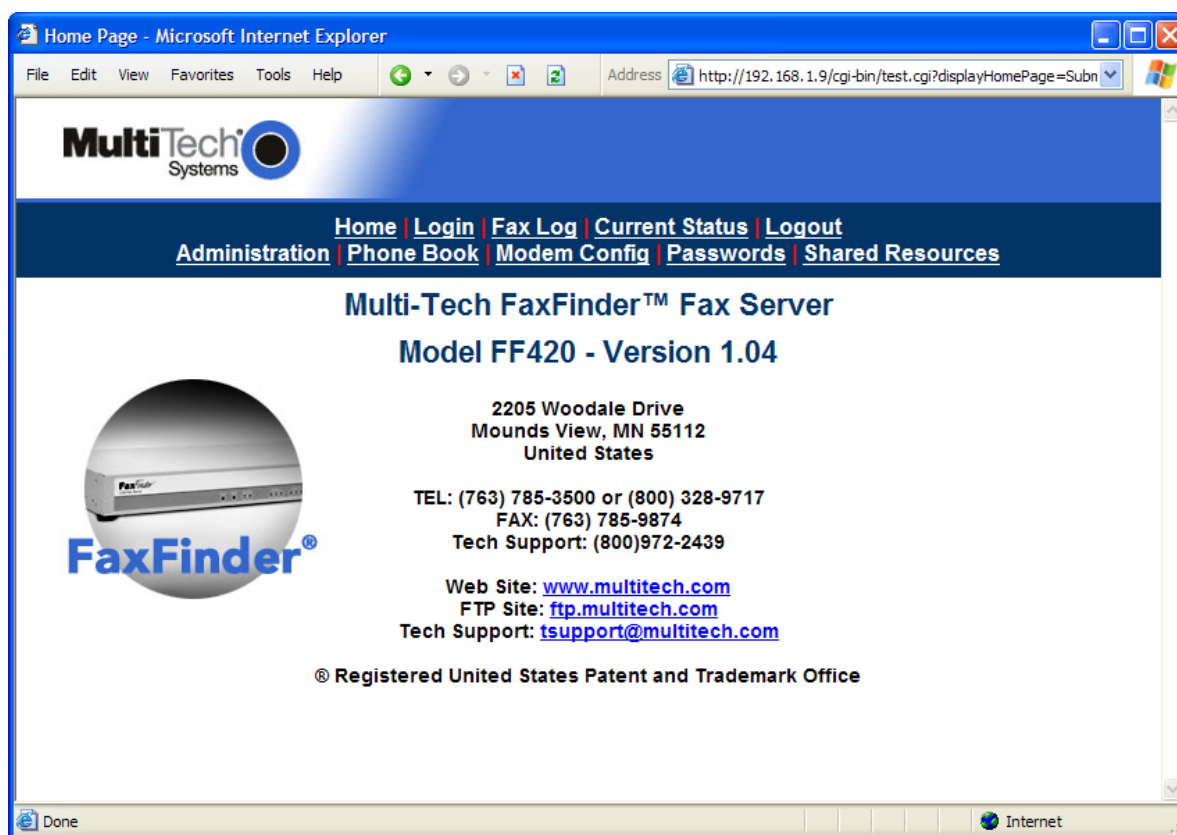 Home Page - Microsoft Internet Explorer
File Edit View Favorites Tools Help Address http://192.168.1.9/cgi-bin/test.cgi?displayHomePage=Subn
MultiTech
Systems
Home | Login | Fax Log | Current Status | Logout
Administration | Phone Book | Modem Config | Passwords | Shared Resources
Multi-Tech FaxFinder™ Fax Server
Model FF420 - Version 1.04
2205 Woodale Drive
Mounds View, MN 55112
United States
TEL: (763) 785-3500 or (800) 328-9717
FAX: (763) 785-9874
Tech Support: (800)972-2439
FaxFinder
FaxFinder®
Web Site: www.multitech.com
FTP Site: ftp.multitech.com
Tech Support: tsupport@multitech.com
® Registered United States Patent and Trademark Office
Done Internet